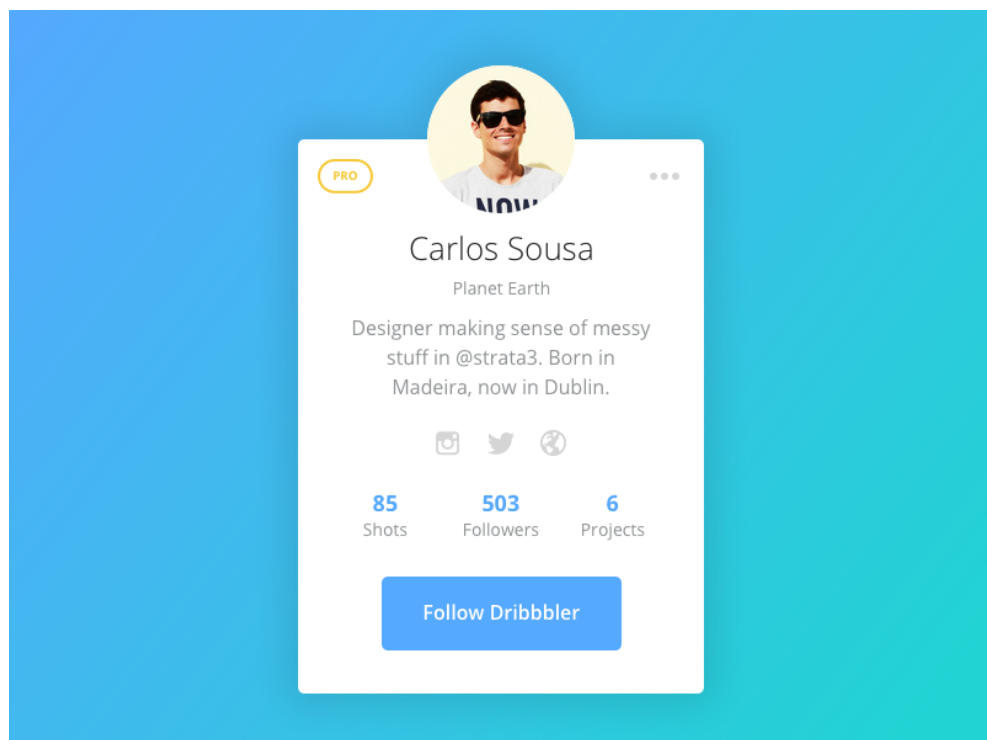 PRO
NOW
Carlos Sousa
Planet Earth
Designer making sense of messy
stuff in @strata3. Born in
Madeira, now in Dublin.
85
503
6
Shots
Followers
Projects
Follow Dribbbler